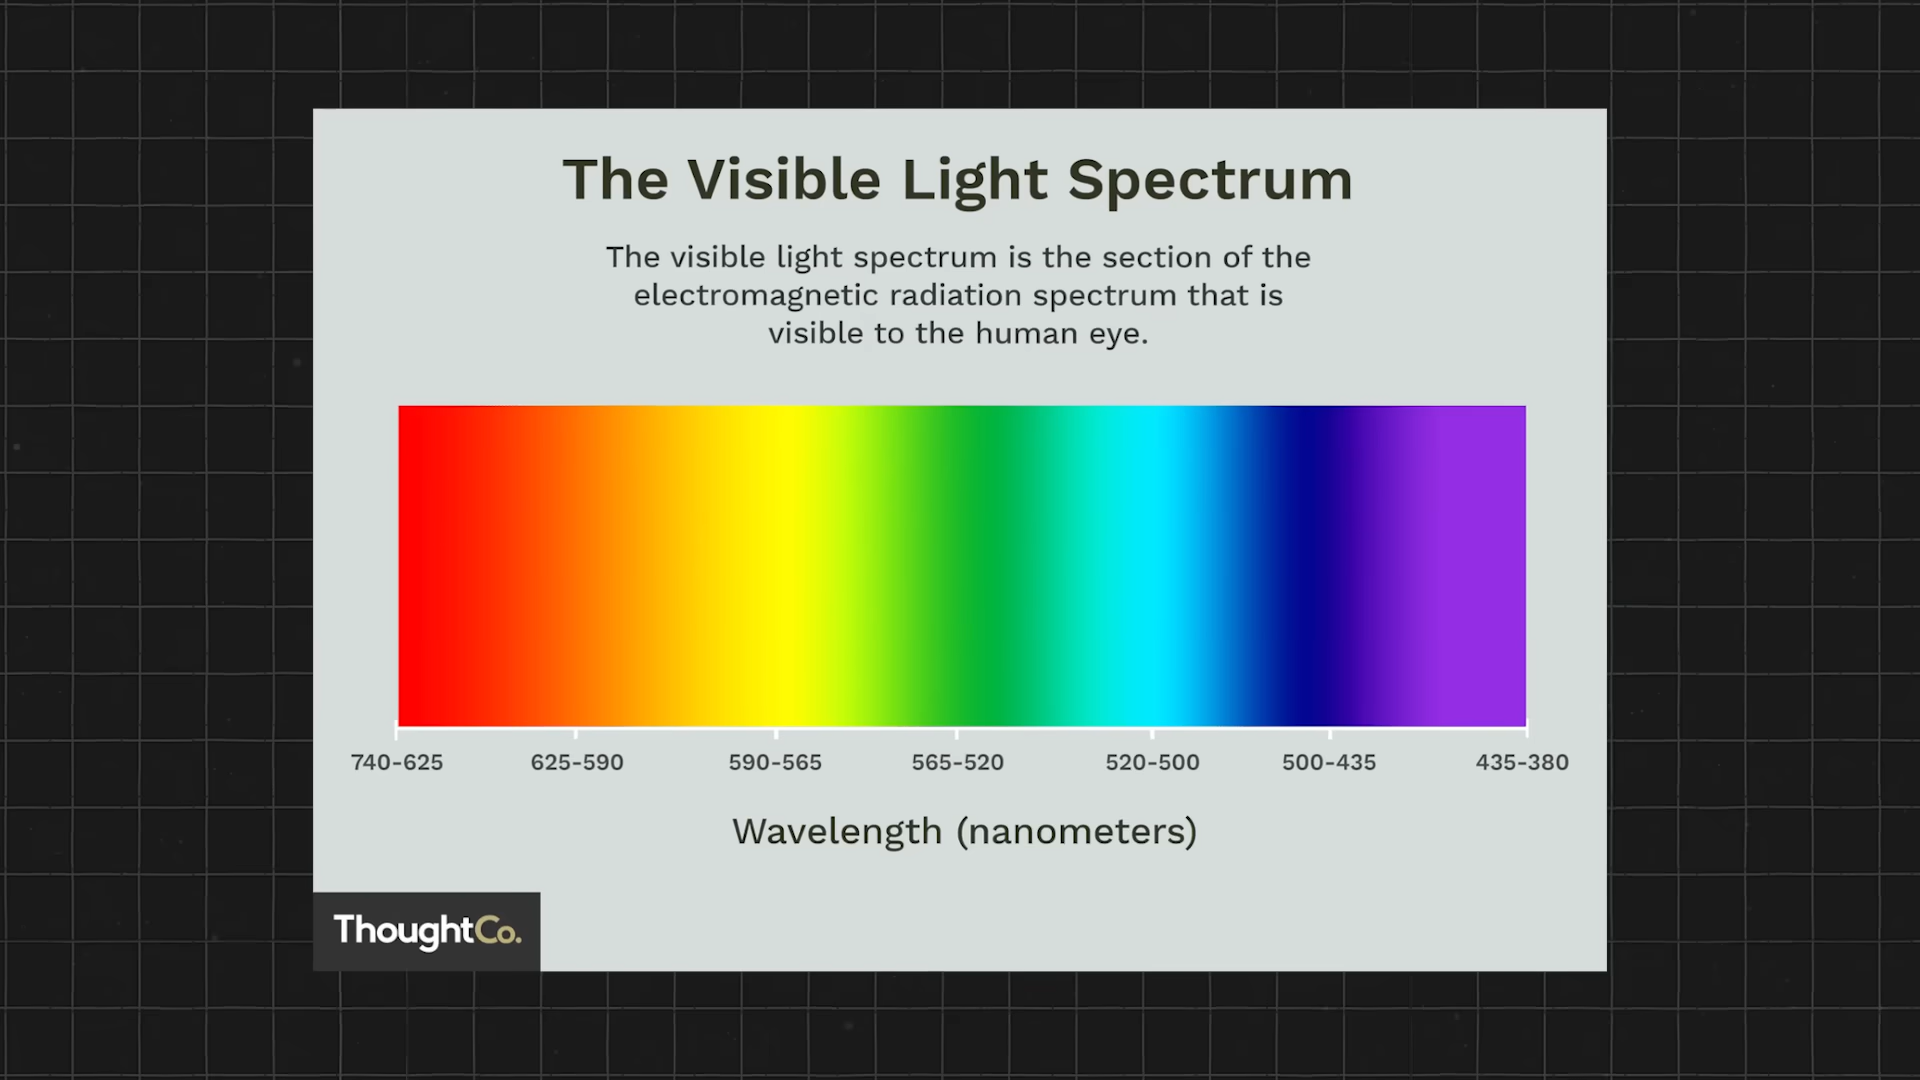 The Visible Light Spectrum
The visible light spectrum is the section of the
electromagnetic radiation spectrum that is
visible to the human eye.
740-625 625-590 590-565 565-520 520-500 500-435 435-380
Wavelength (nanometers)
ThoughtCo.